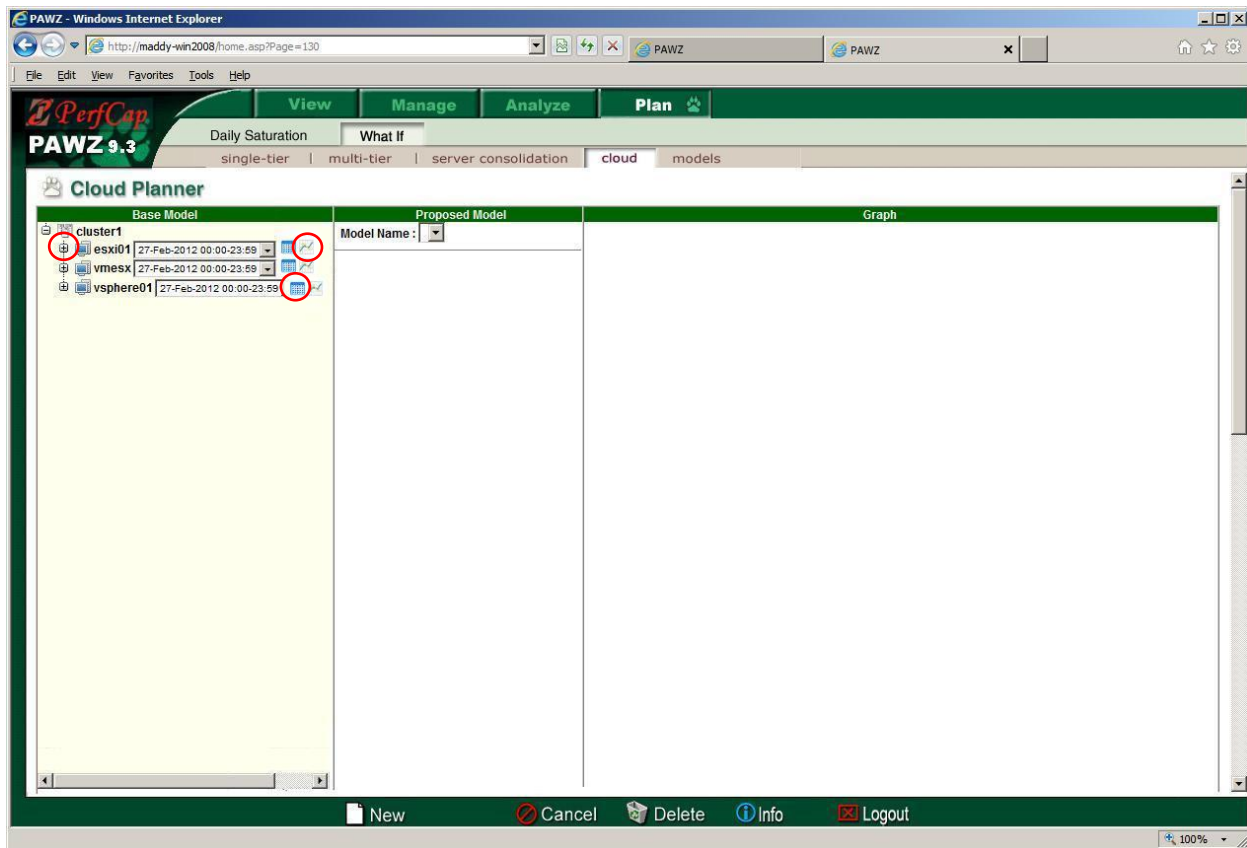 PAWZ - Windows Internet Explorer
http://maddy-win2008/home.asp?Page=130
PAWZ
PAWZ
File Edit View Favorites Tools Help
PerfCap
PAWZ 9.3
View Manage Analyze Plan
Daily Saturation What If
single-tier | multi-tier | server consolidation cloud models
Cloud Planner
Base Model Proposed Model Graph
cluster1
Model Name :
esxi01 27-Feb-2012 00:00-23:59
vmesx 27-Feb-2012 00:00-23:59
vsphere01 27-Feb-2012 00:00-23:59
New Cancel Delete Info Logout
100%